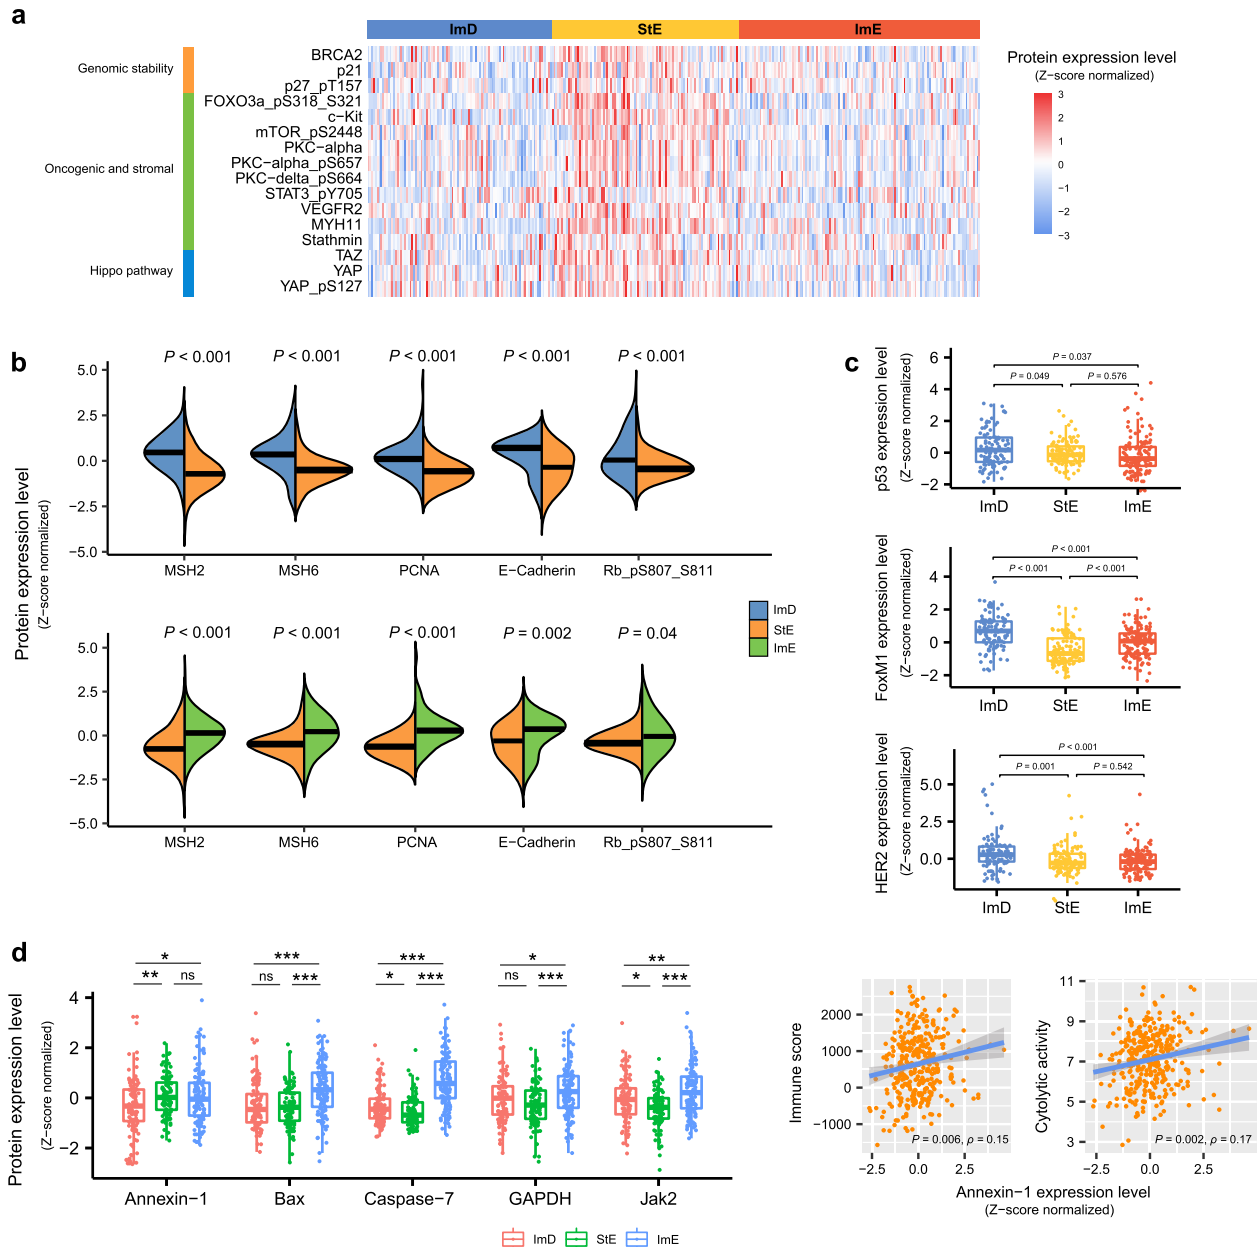 a
ImD StE ImE
BRCA2
p21
p27_pT157
FOXO3a_pS318_S321
c−Kit
mTOR_pS2448
PKC−alpha
PKC−alpha_pS657
PKC−delta_pS664
STAT3_pY705
VEGFR2
MYH11
Stathmin
TAZ
YAP
YAP_pS127
Genomic stability
Oncogenic and stromal
Hippo pathway
Protein expression level
(Z−score normalized)
3
2
1
0
−1
−2
−3
b
Protein expression level
(Z−score normalized)
P < 0.001 P < 0.001 P < 0.001 P < 0.001 P < 0.001
5.0
2.5
0.0
−2.5
−5.0
MSH2 MSH6 PCNA E−Cadherin Rb_pS807_S811
P < 0.001 P < 0.001 P < 0.001 P = 0.002 P = 0.04
5.0
2.5
0.0
−2.5
−5.0
MSH2 MSH6 PCNA E−Cadherin Rb_pS807_S811
ImD
StE
ImE
c
p53 expression level
(Z−score normalized)
6
4
2
0
−2
P = 0.037
P = 0.049 P = 0.576
ImD StE ImE
FoxM1 expression level
(Z−score normalized)
4
2
0
−2
P < 0.001
P < 0.001 P < 0.001
ImD StE ImE
HER2 expression level
(Z−score normalized)
5.0
2.5
0.0
P < 0.001
P = 0.001 P = 0.542
ImD StE ImE
d
Protein expression level
(Z−score normalized)
4
2
0
−2
* *** *** * **
** ns ns *** * *** ns *** * ***
Annexin−1 Bax Caspase−7 GAPDH Jak2
ImD StE ImE
Immune score
2000
1000
0
−1000
P = 0.006, ρ = 0.15
−2.5 0.0 2.5
Cytolytic activity
11
9
7
5
3
P = 0.002, ρ = 0.17
−2.5 0.0 2.5
Annexin−1 expression level
(Z−score normalized)